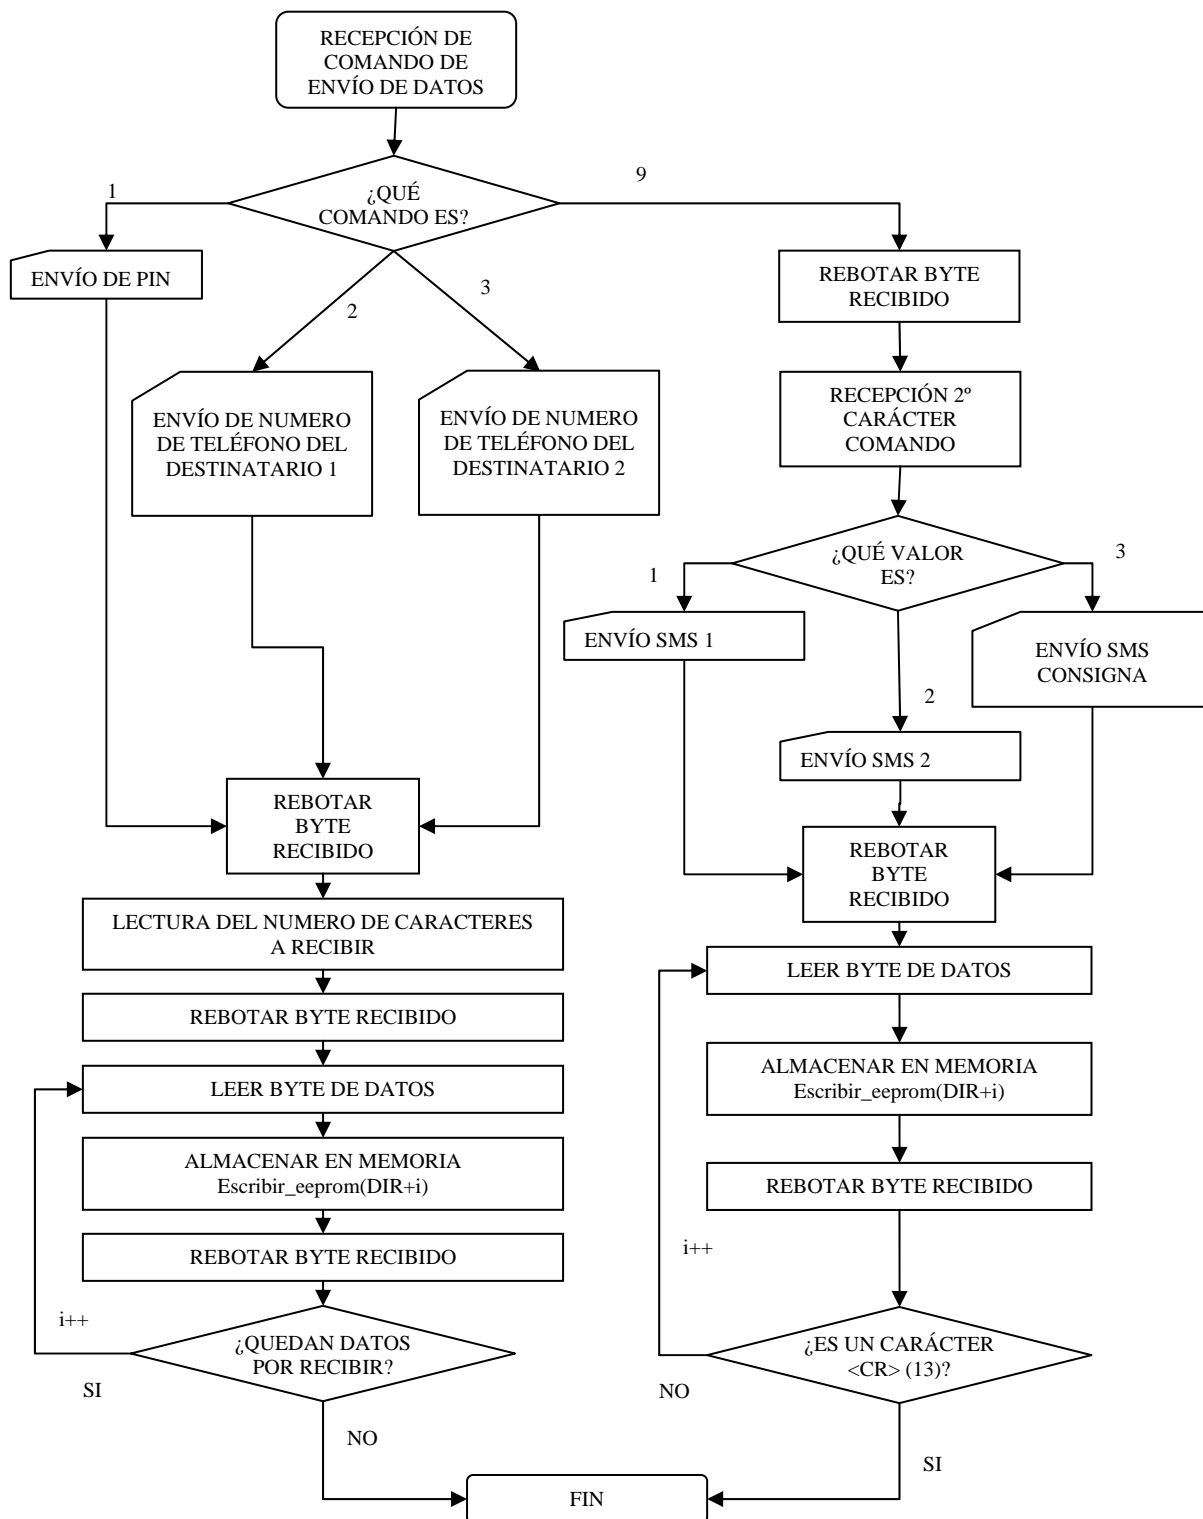 RECEPCIÓN DE
COMANDO DE
ENVÍO DE DATOS
1
9
¿QUÉ
COMANDO ES?
ENVÍO DE PIN
2
3
REBOTAR BYTE
RECIBIDO
ENVÍO DE NUMERO
DE TELÉFONO DEL
DESTINATARIO 1
ENVÍO DE NUMERO
DE TELÉFONO DEL
DESTINATARIO 2
RECEPCIÓN 2º
CARÁCTER
COMANDO
¿QUÉ VALOR
ES?
1
3
ENVÍO SMS 1
ENVÍO SMS
CONSIGNA
2
ENVÍO SMS 2
REBOTAR
BYTE
RECIBIDO
REBOTAR
BYTE
RECIBIDO
LECTURA DEL NUMERO DE CARACTERES
A RECIBIR
REBOTAR BYTE RECIBIDO
LEER BYTE DE DATOS
ALMACENAR EN MEMORIA
Escribir_eeprom(DIR+i)
REBOTAR BYTE RECIBIDO
i++
¿QUEDAN DATOS
POR RECIBIR?
SI
NO
LEER BYTE DE DATOS
ALMACENAR EN MEMORIA
Escribir_eeprom(DIR+i)
REBOTAR BYTE RECIBIDO
i++
¿ES UN CARÁCTER
<CR> (13)?
NO
SI
FIN